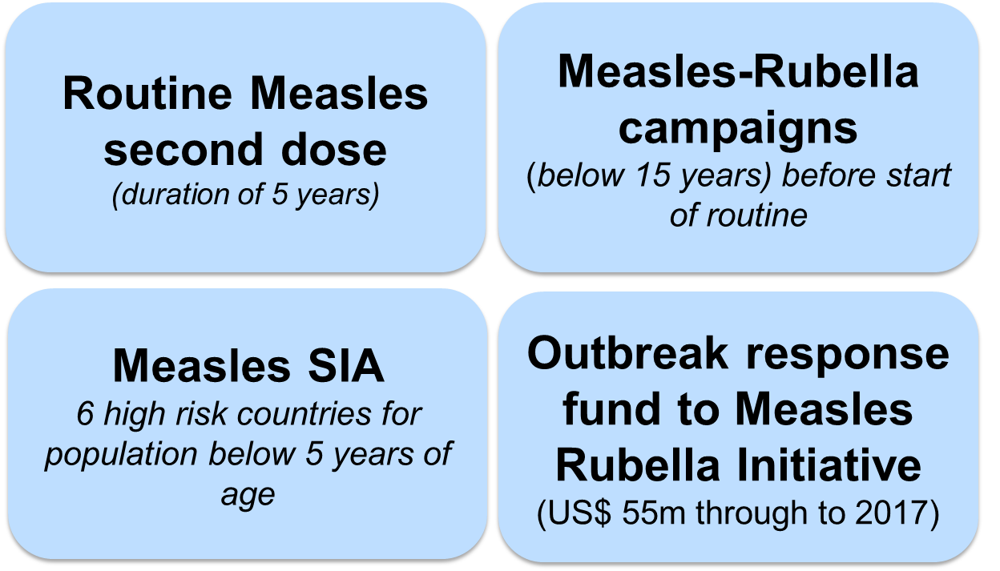 Routine Measles
second dose
(duration of 5 years)
Measles-Rubella
campaigns
(below 15 years) before start
of routine
Measles SIA
6 high risk countries for
population below 5 years of
age
Outbreak response
fund to Measles
Rubella Initiative
(US$ 55m through to 2017)